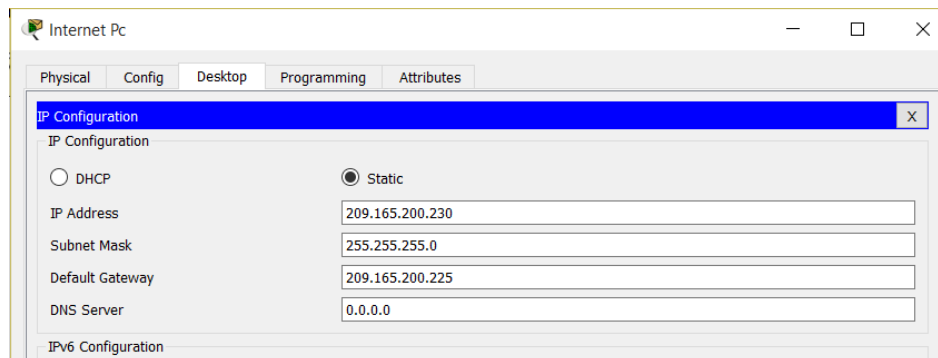 Internet Pc
Physical Config Desktop Programming Attributes
IP Configuration X
IP Configuration
DHCP Static
IP Address 209.165.200.230
Subnet Mask 255.255.255.0
Default Gateway 209.165.200.225
DNS Server 0.0.0.0
IPv6 Configuration